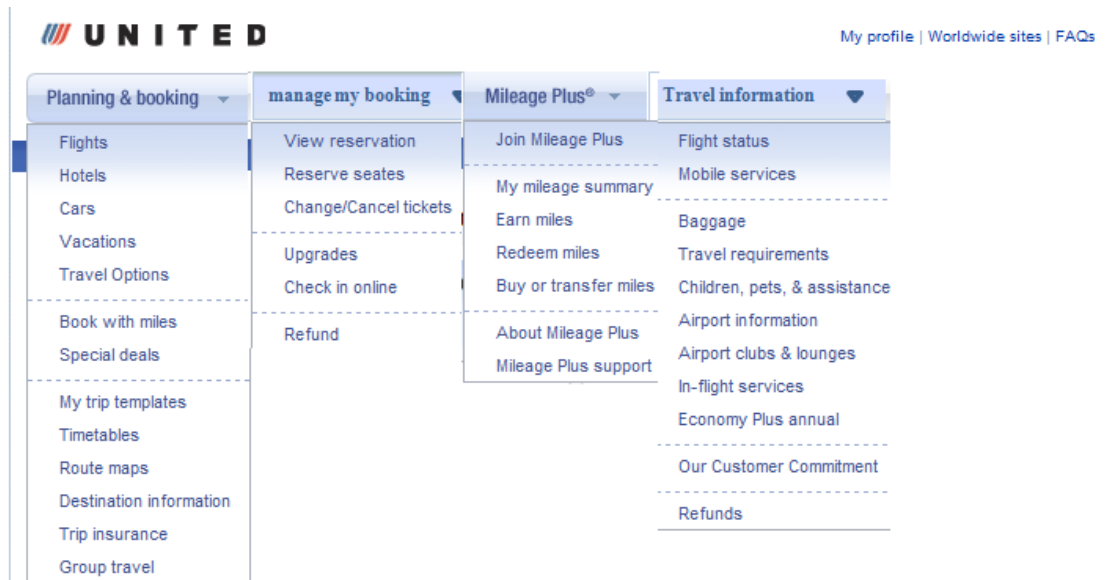 UNITED
My profile | Worldwide sites | FAQs
Planning & booking
Flights
Hotels
Cars
Vacations
Travel Options
Book with miles
Special deals
My trip templates
Timetables
Route maps
Destination information
Trip insurance
Group travel
manage my booking
View reservation
Reserve seates
Change/Cancel tickets
Upgrades
Check in online
Refund
Mileage Plus®
Join Mileage Plus
My mileage summary
Earn miles
Redeem miles
Buy or transfer miles
About Mileage Plus
Mileage Plus support
Travel information
Flight status
Mobile services
Baggage
Travel requirements
Children, pets, & assistance
Airport information
Airport clubs & lounges
In-flight services
Economy Plus annual
Our Customer Commitment
Refunds